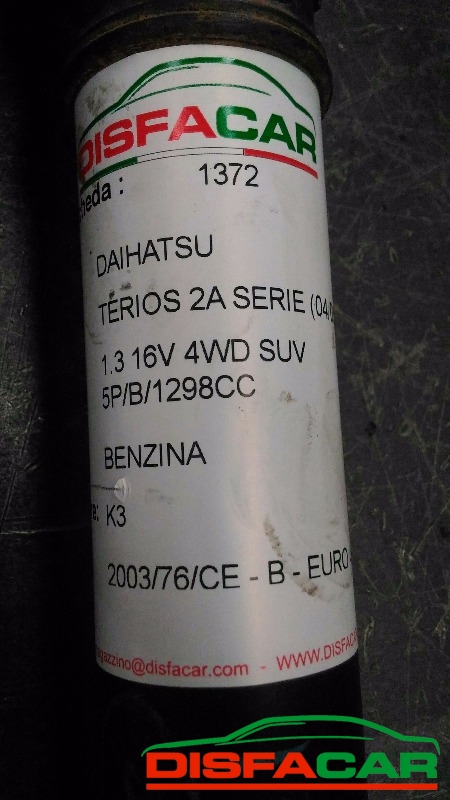 DISFACAR
heda : 1372
DAIHATSU
TERIOS 2A SERIE (04/
1.3 16V 4WD SUV
5P/B/1298CC
BENZINA
e: K3
2003/76/CE - B - EURO
agazzino@disfacar.com - WWW.DISFAC
DISFACAR